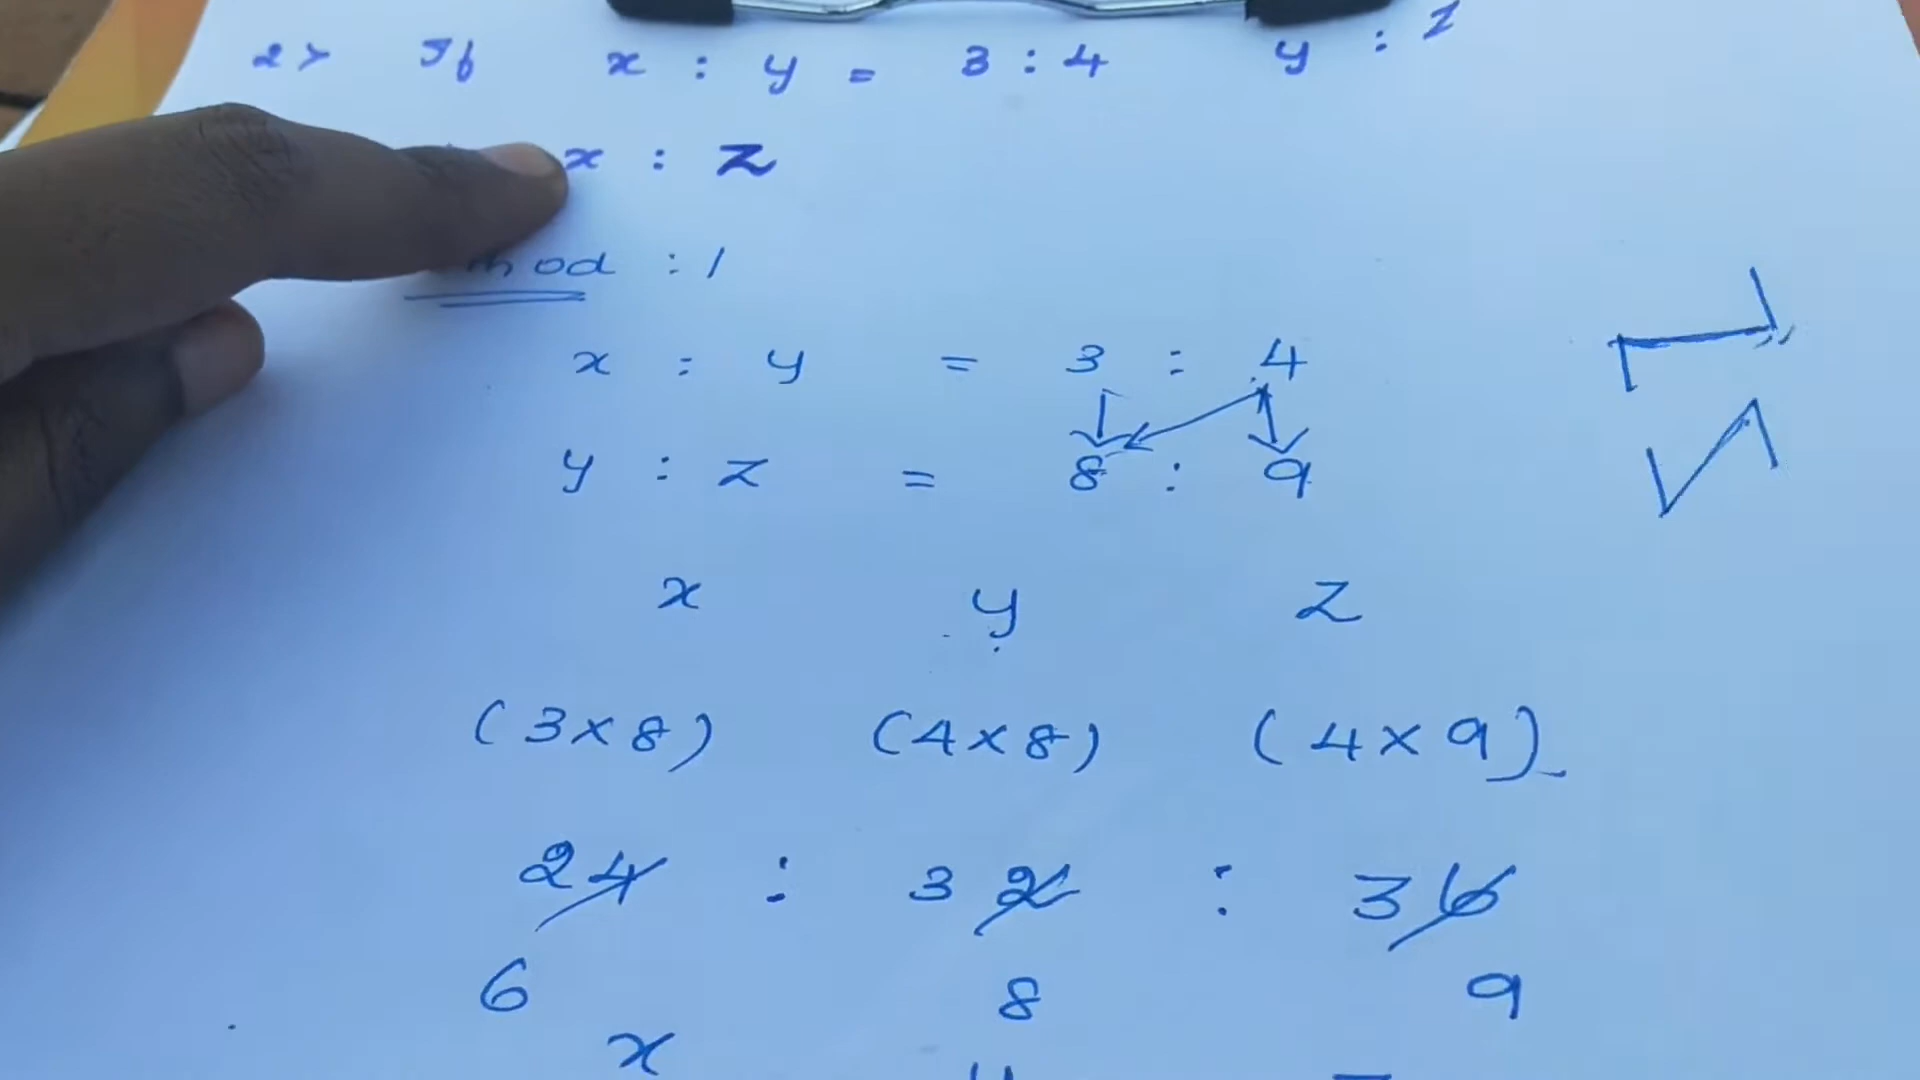 2> If x : y = 3 : 4 y : z
x : z
thod : 1
x : y = 3 : 4
y : z = 8 : 9
x y z
(3×8) (4×8) (4×9)
24 : 32 : 36
6 8 9
x